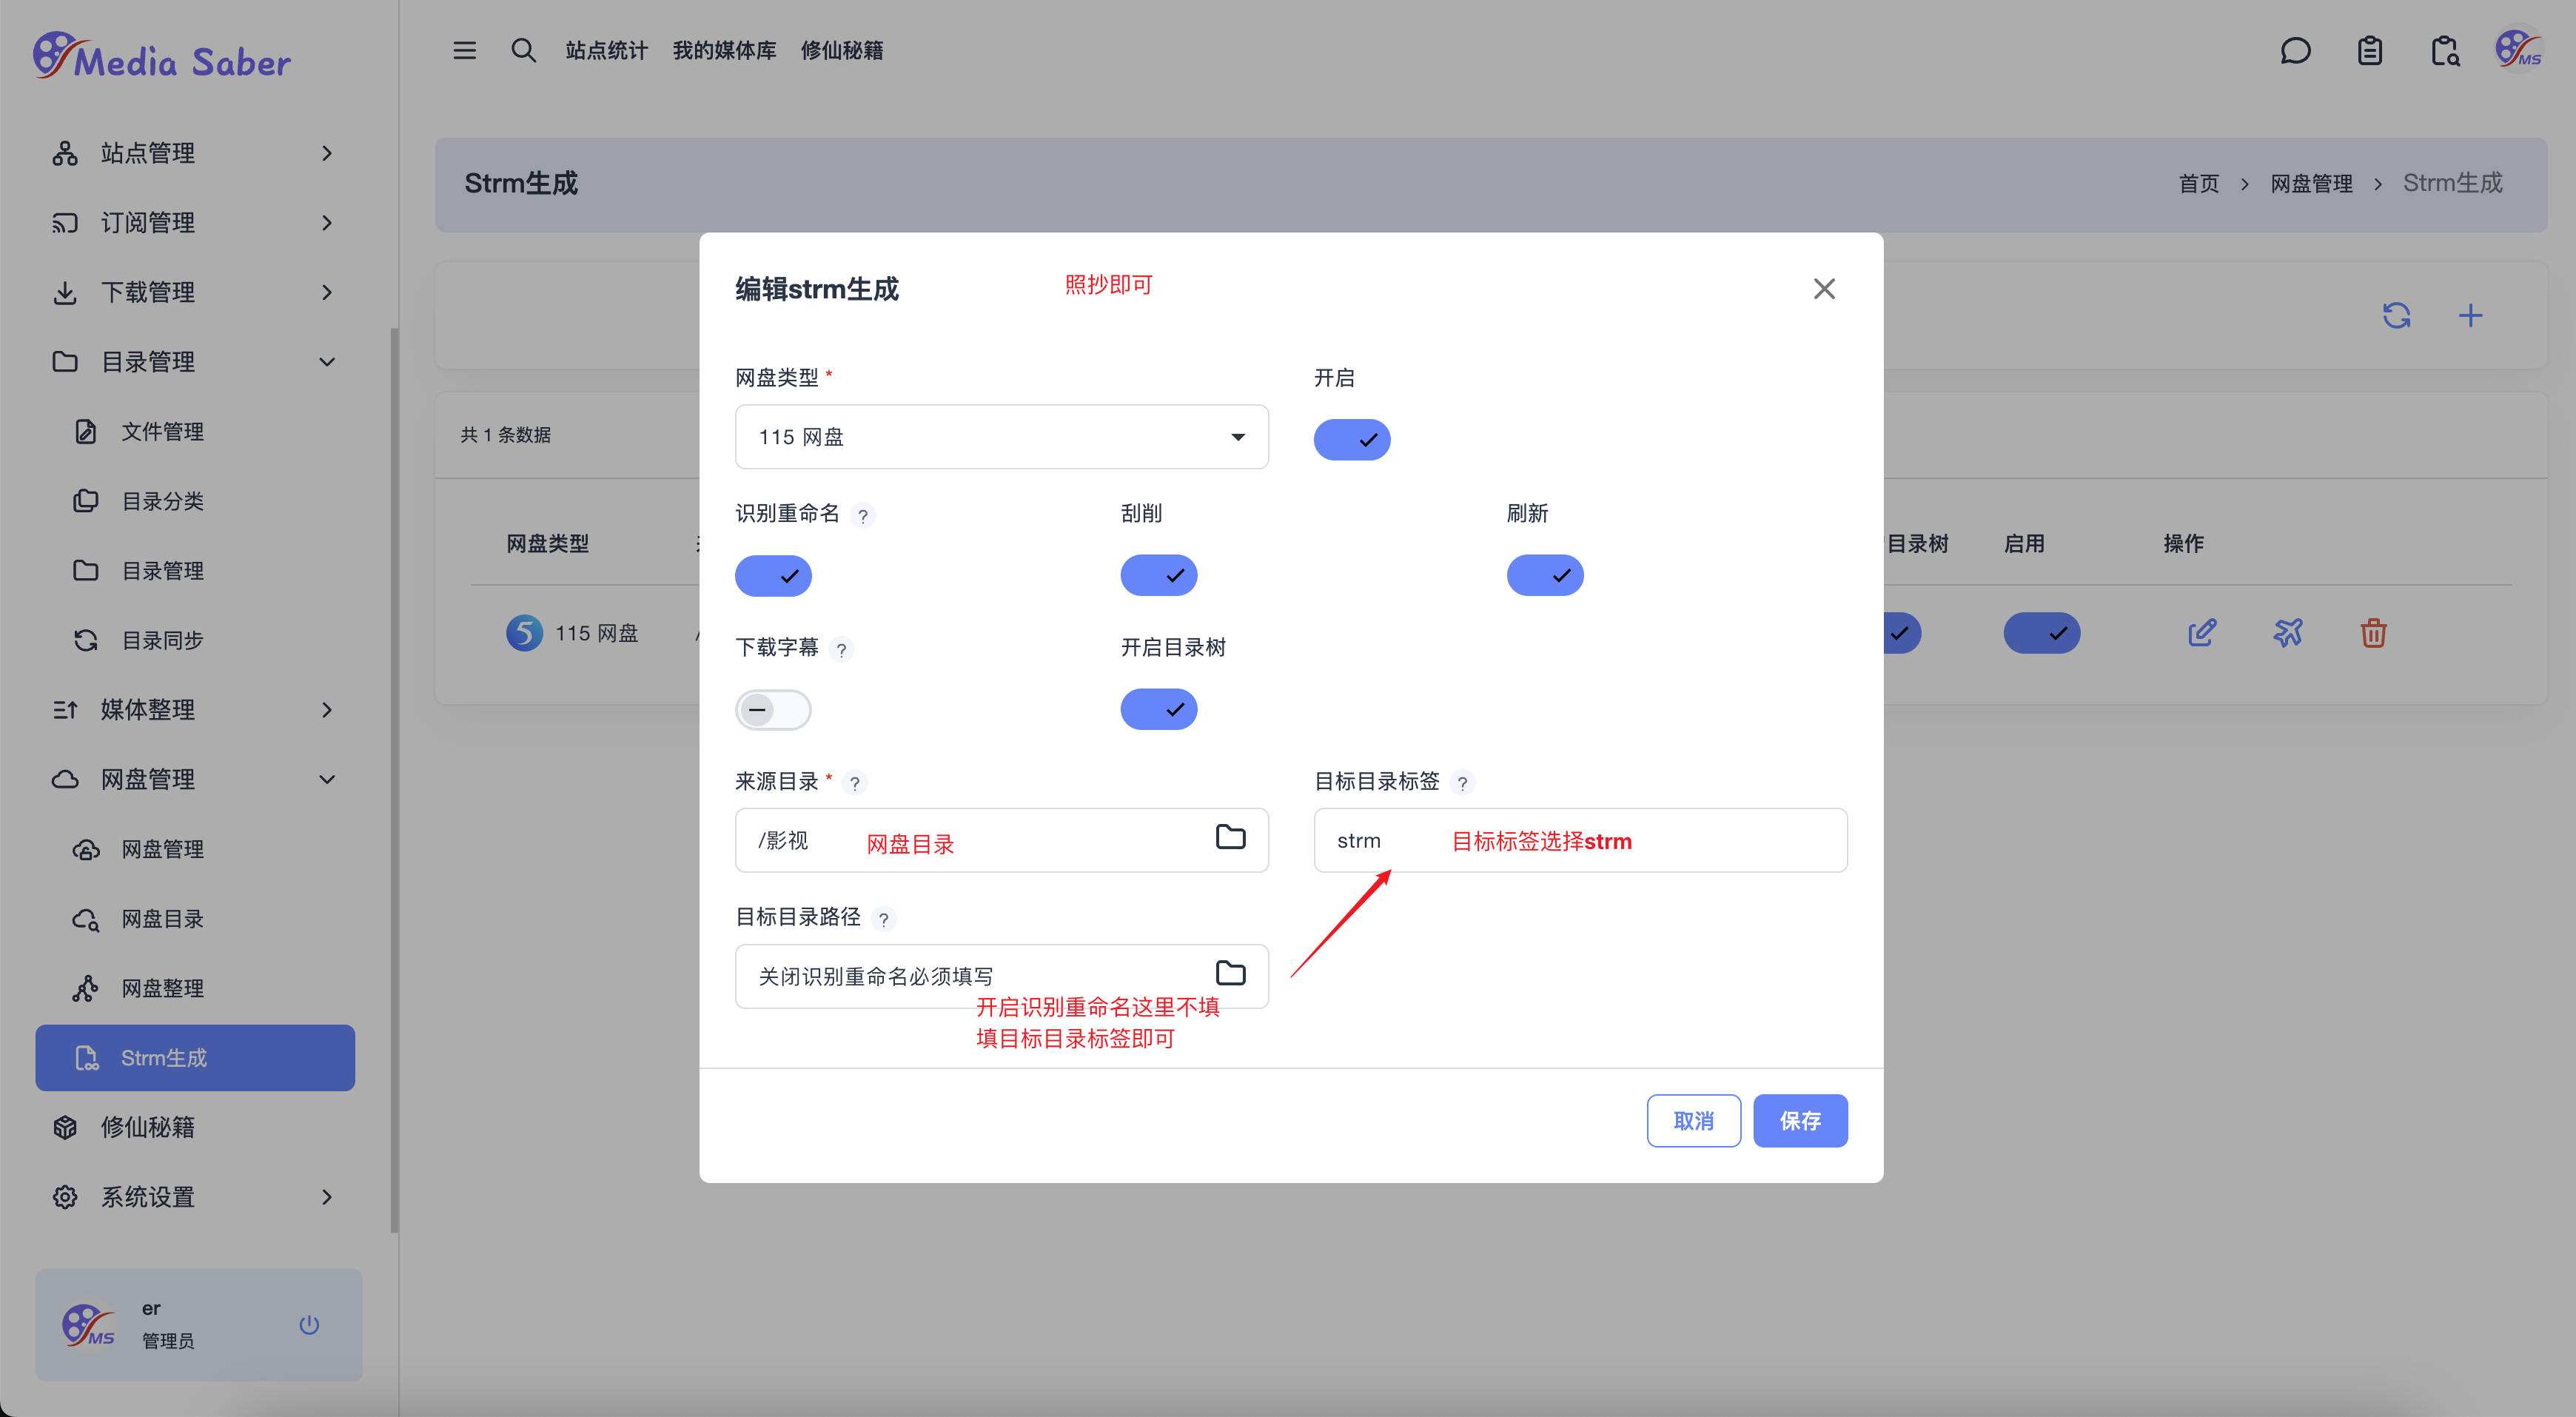 Media Saber
站点统计 我的媒体库 修仙秘籍
MS
站点管理
订阅管理
下载管理
目录管理
文件管理
目录分类
目录管理
目录同步
媒体整理
网盘管理
网盘管理
网盘目录
网盘整理
Strm生成
修仙秘籍
系统设置
MS
er
管理员
Strm生成
首页 > 网盘管理 > Strm生成
共 1 条数据
网盘类型
目录树 启用 操作
115 网盘 /
编辑strm生成
照抄即可
网盘类型 *
开启
115 网盘
识别重命名 ?
刮削
刷新
下载字幕 ?
开启目录树
来源目录 * ?
目标目录标签 ?
/影视
网盘目录
strm
目标标签选择strm
目标目录路径 ?
关闭识别重命名必须填写
开启识别重命名这里不填
填目标目录标签即可
取消
保存